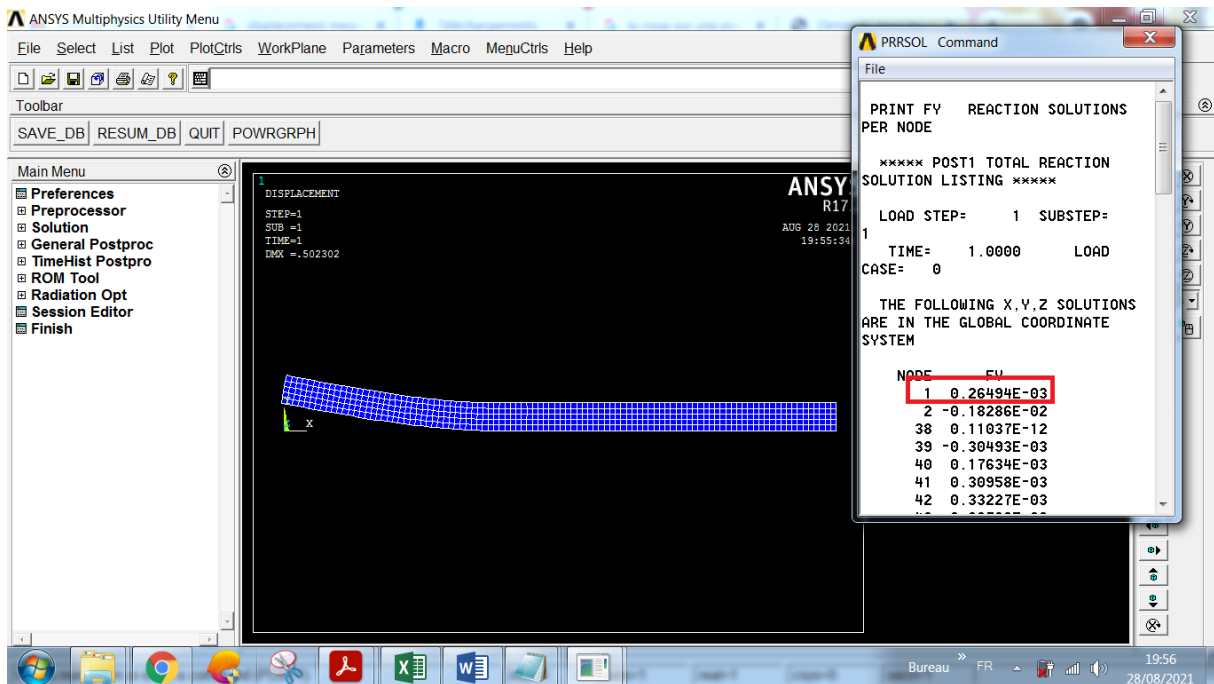 ANSYS Multiphysics Utility Menu
File Select List Plot PlotCtrls WorkPlane Parameters Macro MenuCtrls Help
Toolbar
SAVE_DB RESUM_DB QUIT POWRGRPH
Main Menu
Preferences
Preprocessor
Solution
General Postproc
TimeHist Postpro
ROM Tool
Radiation Opt
Session Editor
Finish
1
DISPLACEMENT
STEP=1
SUB =1
TIME=1
DMX =.502302
ANSY
R17.
AUG 28 2021
19:55:34
X
PRRSOL Command
File
PRINT FY REACTION SOLUTIONS
PER NODE
***** POST1 TOTAL REACTION
SOLUTION LISTING *****
LOAD STEP= 1 SUBSTEP=
1
TIME= 1.0000 LOAD
CASE= 0
THE FOLLOWING X,Y,Z SOLUTIONS
ARE IN THE GLOBAL COORDINATE
SYSTEM
NODE FY
1 0.26494E-03
2 -0.18286E-02
38 0.11037E-12
39 -0.30493E-03
40 0.17634E-03
41 0.30958E-03
42 0.33227E-03
Bureau » FR
19:56
28/08/2021